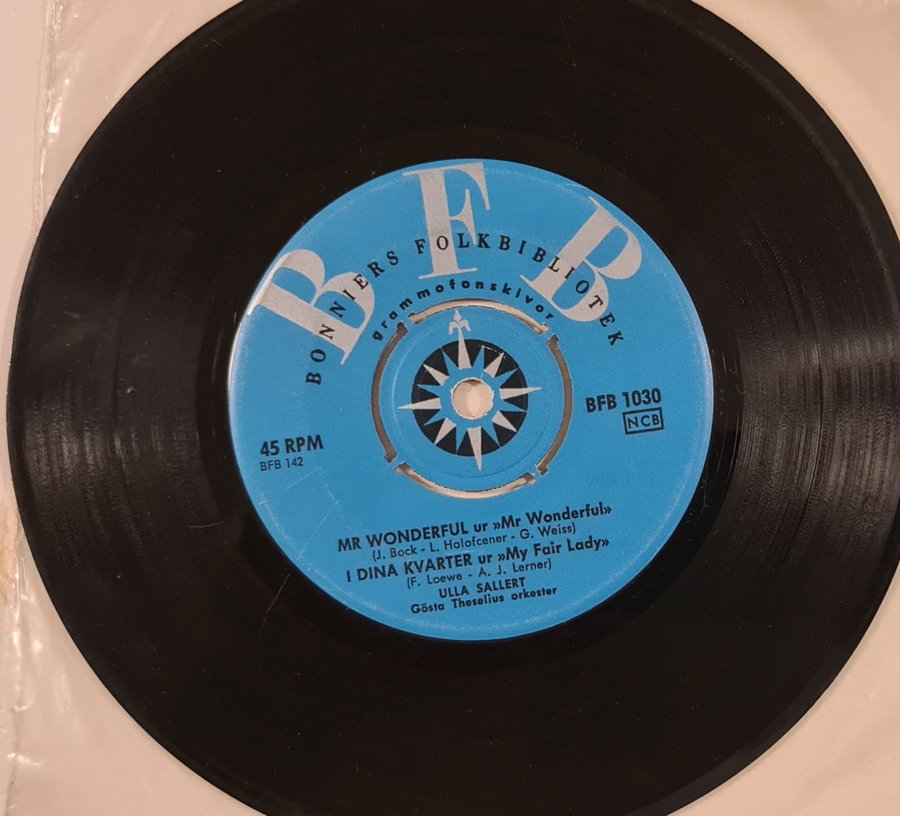 B F B
BONNIERS FOLKBIBLIOTEK
grammofonskivor
45 RPM
BFB 142
BFB 1030
NCB
MR WONDERFUL ur »Mr Wonderful»
(J. Bock - L. Holofcener - G. Weiss)
I DINA KVARTER ur »My Fair Lady»
(F. Loewe - A. J. Lerner)
ULLA SALLERT
Gösta Theselius orkester